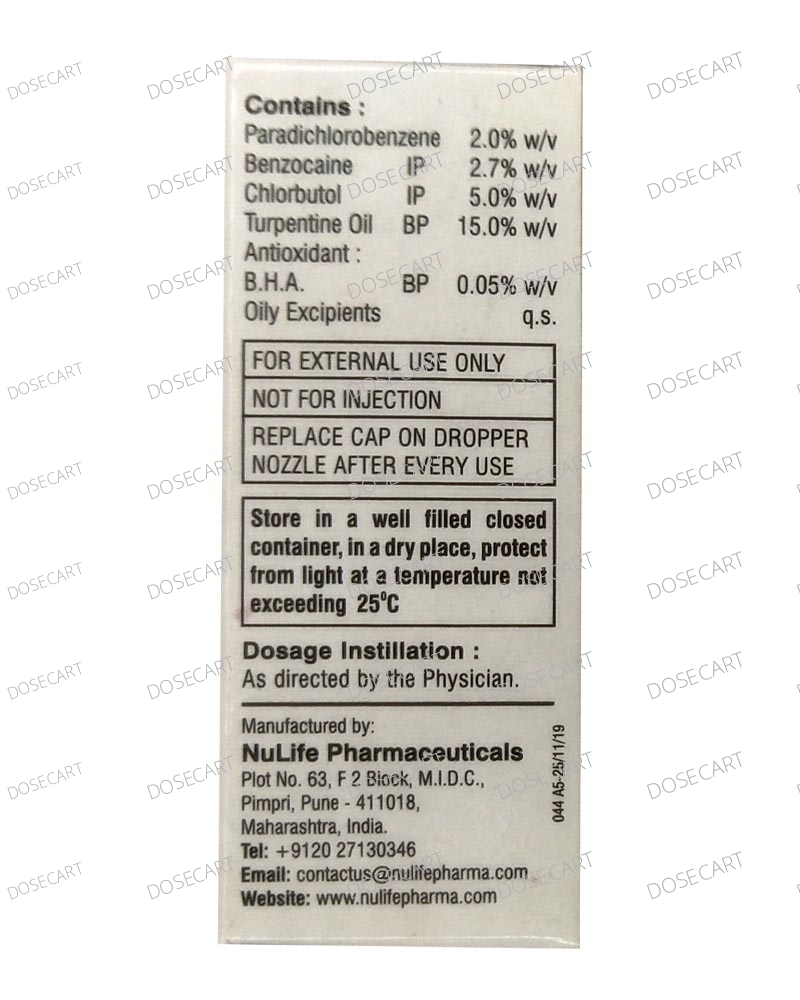 Contains :
Paradichlorobenzene 2.0% w/v
Benzocaine IP 2.7% w/v
Chlorbutol IP 5.0% w/v
Turpentine Oil BP 15.0% w/v
Antioxidant :
B.H.A. BP 0.05% w/v
Oily Excipients q.s.
FOR EXTERNAL USE ONLY
NOT FOR INJECTION
REPLACE CAP ON DROPPER
NOZZLE AFTER EVERY USE
Store in a well filled closed
container, in a dry place, protect
from light at a temperature not
exceeding 25⁰C
Dosage Instillation :
As directed by the Physician.
Manufactured by:
NuLife Pharmaceuticals
Plot No. 63, F 2 Block, M.I.D.C.,
Pimpri, Pune - 411018,
Maharashtra, India.
Tel: +9120 27130346
Email: contactus@nulifepharma.com
Website: www.nulifepharma.com
044 A5-25/11/19
DOSECART